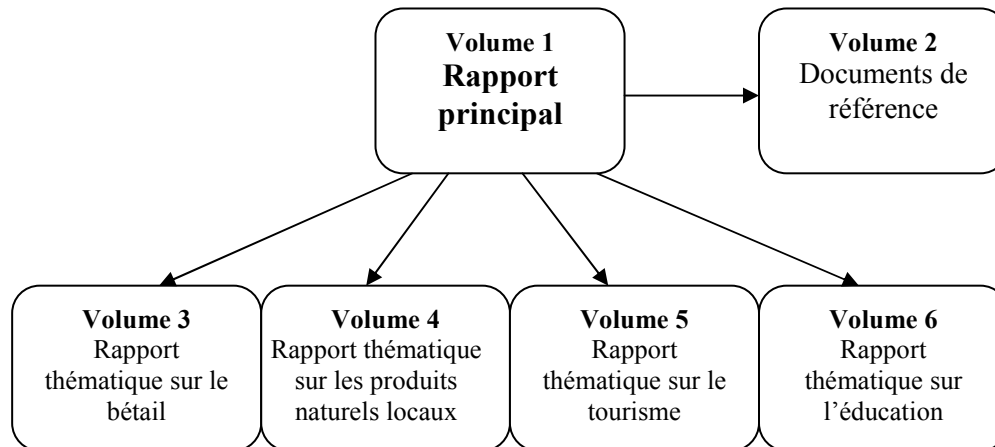 Volume 1
Rapport
principal
Volume 2
Documents de
référence
Volume 3
Rapport
thématique sur le
bétail
Volume 4
Rapport thématique
sur les produits
naturels locaux
Volume 5
Rapport
thématique sur le
tourisme
Volume 6
Rapport
thématique sur
l’éducation